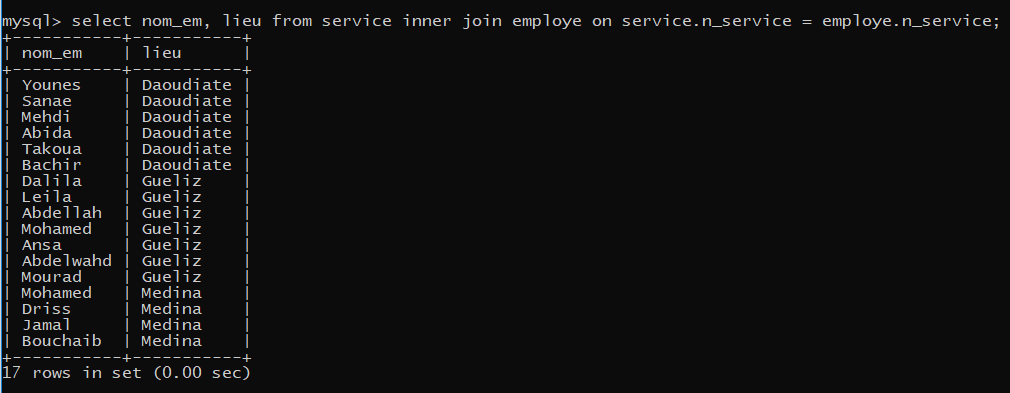 mysql> select nom_em, lieu from service inner join employe on service.n_service = employe.n_service;
+-----------+-----------+
| nom_em    | lieu      |
+-----------+-----------+
| Younes    | Daoudiate |
| Sanae     | Daoudiate |
| Mehdi     | Daoudiate |
| Abida     | Daoudiate |
| Takoua    | Daoudiate |
| Bachir    | Daoudiate |
| Dalila    | Gueliz    |
| Leila     | Gueliz    |
| Abdellah  | Gueliz    |
| Mohamed   | Gueliz    |
| Ansa      | Gueliz    |
| Abdelwahd | Gueliz    |
| Mourad    | Gueliz    |
| Mohamed   | Medina    |
| Driss     | Medina    |
| Jamal     | Medina    |
| Bouchaib  | Medina    |
+-----------+-----------+
17 rows in set (0.00 sec)